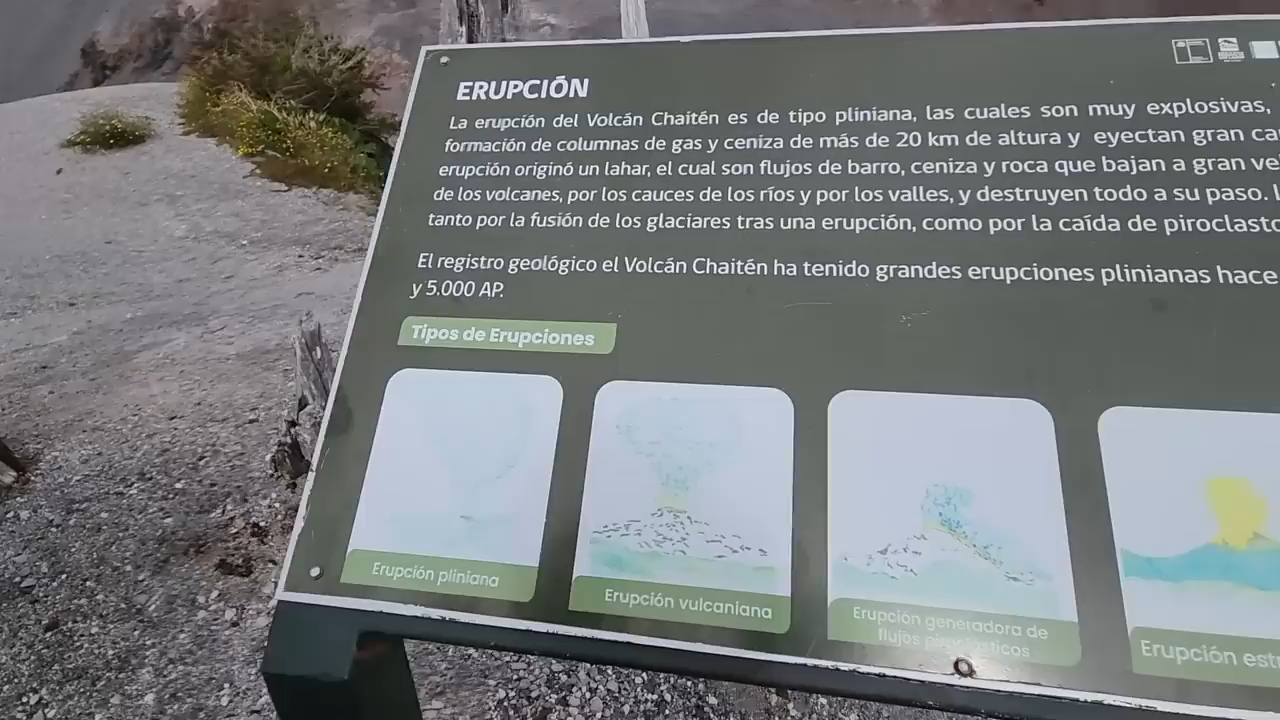 ERUPCIÓN
La erupción del Volcán Chaitén es de tipo pliniana, las cuales son muy explosivas,
formación de columnas de gas y ceniza de más de 20 km de altura y eyectan gran ca
erupción originó un lahar, el cual son flujos de barro, ceniza y roca que bajan a gran ve
de los volcanes, por los cauces de los ríos y por los valles, y destruyen todo a su paso.
tanto por la fusión de los glaciares tras una erupción, como por la caída de piroclasto
El registro geológico el Volcán Chaitén ha tenido grandes erupciones plinianas hace
y 5.000 AP.
Tipos de Erupciones
Erupción pliniana
Erupción vulcaniana
Erupción generadora de
flujos piroclásticos
Erupción estr